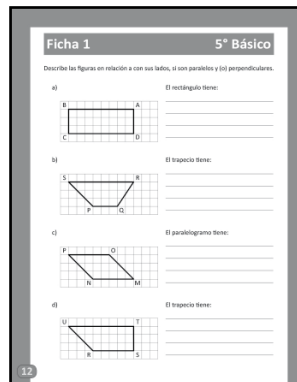 Ficha 1 5° Básico
Describe las figuras en relación a con sus lados, si son paralelos y (o) perpendiculares.
a) El rectángulo tiene:
B A
C D
b) El trapecio tiene:
S R
P Q
c) El paralelogramo tiene:
P O
N M
d) El trapecio tiene:
U T
R S
12